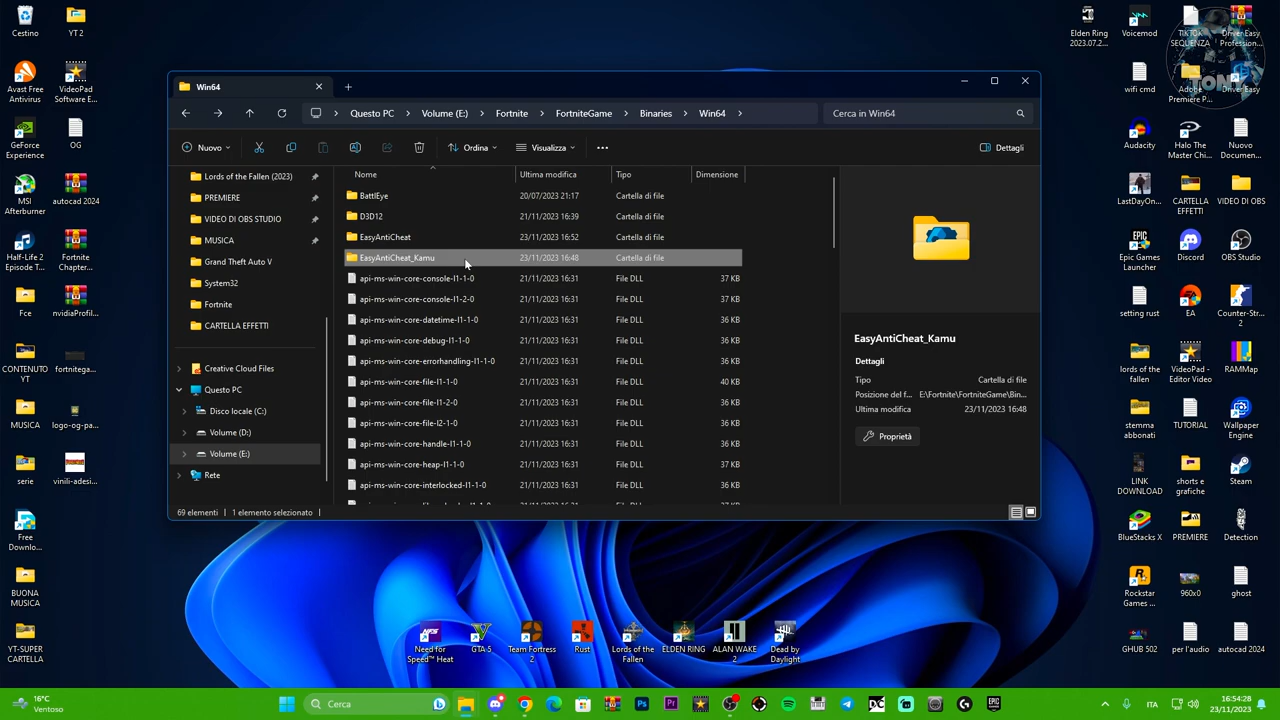 Cestino
YT 2
Avast Free
Antivirus
VideoPad
Software E...
GeForce
Experience
OG
MSI
Afterburner
autocad 2024
Half-Life 2
Episode T...
Fortnite
Chapter...
Fce
nvidiaProfil...
CONTENUTO
YT
fortnitega...
MUSICA
logo-og-pa...
serie
vinili-adesi...
Free
Downlo...
BUONA
MUSICA
YT-SUPER
CARTELLA
Win64
Questo PC
Volume (E:)
Fortnite
FortniteGame
Binaries
Win64
Cerca in Win64
Nuovo
Ordina
Visualizza
Dettagli
Lords of the Fallen (2023)
PREMIERE
VIDEO DI OBS STUDIO
MUSICA
Grand Theft Auto V
System32
Fortnite
CARTELLA EFFETTI
Creative Cloud Files
Questo PC
Disco locale (C:)
Volume (D:)
Volume (E:)
Rete
Nome Ultima modifica Tipo Dimensione
BattlEye 20/07/2023 21:17 Cartella di file
D3D12 21/11/2023 16:39 Cartella di file
EasyAntiCheat 23/11/2023 16:52 Cartella di file
EasyAntiCheat_Kamu 23/11/2023 16:48 Cartella di file
api-ms-win-core-console-l1-1-0 21/11/2023 16:31 File DLL 37 KB
api-ms-win-core-console-l1-2-0 21/11/2023 16:31 File DLL 36 KB
api-ms-win-core-datetime-l1-1-0 21/11/2023 16:31 File DLL 36 KB
api-ms-win-core-debug-l1-1-0 21/11/2023 16:31 File DLL 36 KB
api-ms-win-core-errorhandling-l1-1-0 21/11/2023 16:31 File DLL 36 KB
api-ms-win-core-file-l1-1-0 21/11/2023 16:31 File DLL 40 KB
api-ms-win-core-file-l1-2-0 21/11/2023 16:31 File DLL 36 KB
api-ms-win-core-file-l2-1-0 21/11/2023 16:31 File DLL 36 KB
api-ms-win-core-handle-l1-1-0 21/11/2023 16:31 File DLL 36 KB
api-ms-win-core-heap-l1-1-0 21/11/2023 16:31 File DLL 37 KB
api-ms-win-core-interlocked-l1-1-0 21/11/2023 16:31 File DLL 36 KB
EasyAntiCheat_Kamu
Dettagli
Tipo Cartella di file
Posizione del f... E:\Fortnite\FortniteGame\Bin...
Ultima modifica 23/11/2023 16:48
Proprietà
69 elementi 1 elemento selezionato
Elden Ring
2023.07.2...
Voicemod
TIKTOK
SEQUENZA
Driver Easy
Profession...
TONY
wifi cmd
Adobe
Premiere P...
Driver Easy
Audacity
Halo The
Master Chi...
Nuovo
Documen...
LastDayOn...
CARTELLA
EFFETTI
VIDEO DI OBS
Epic Games
Launcher
Discord
OBS Studio
setting rust
EA
Counter-Str...
2
lords of the
fallen
VideoPad -
Editor Video
RAMMap
stemma
abbonati
TUTORIAL
Wallpaper
Engine
LINK
DOWNLOAD
shorts e
grafiche
Steam
BlueStacks X
PREMIERE
Detection
Rockstar
Games ...
960x0
ghost
GHUB 502
per l'audio
autocad 2024
Need for
Speed™ Heat
GTA-5
Team Fortress
2
Rust
Lords of the
Fallen
ELDEN RING
ALAN WAKE
2
Dead by
Daylight
16°C
Ventoso
Cerca
ITA
16:54:28
23/11/2023